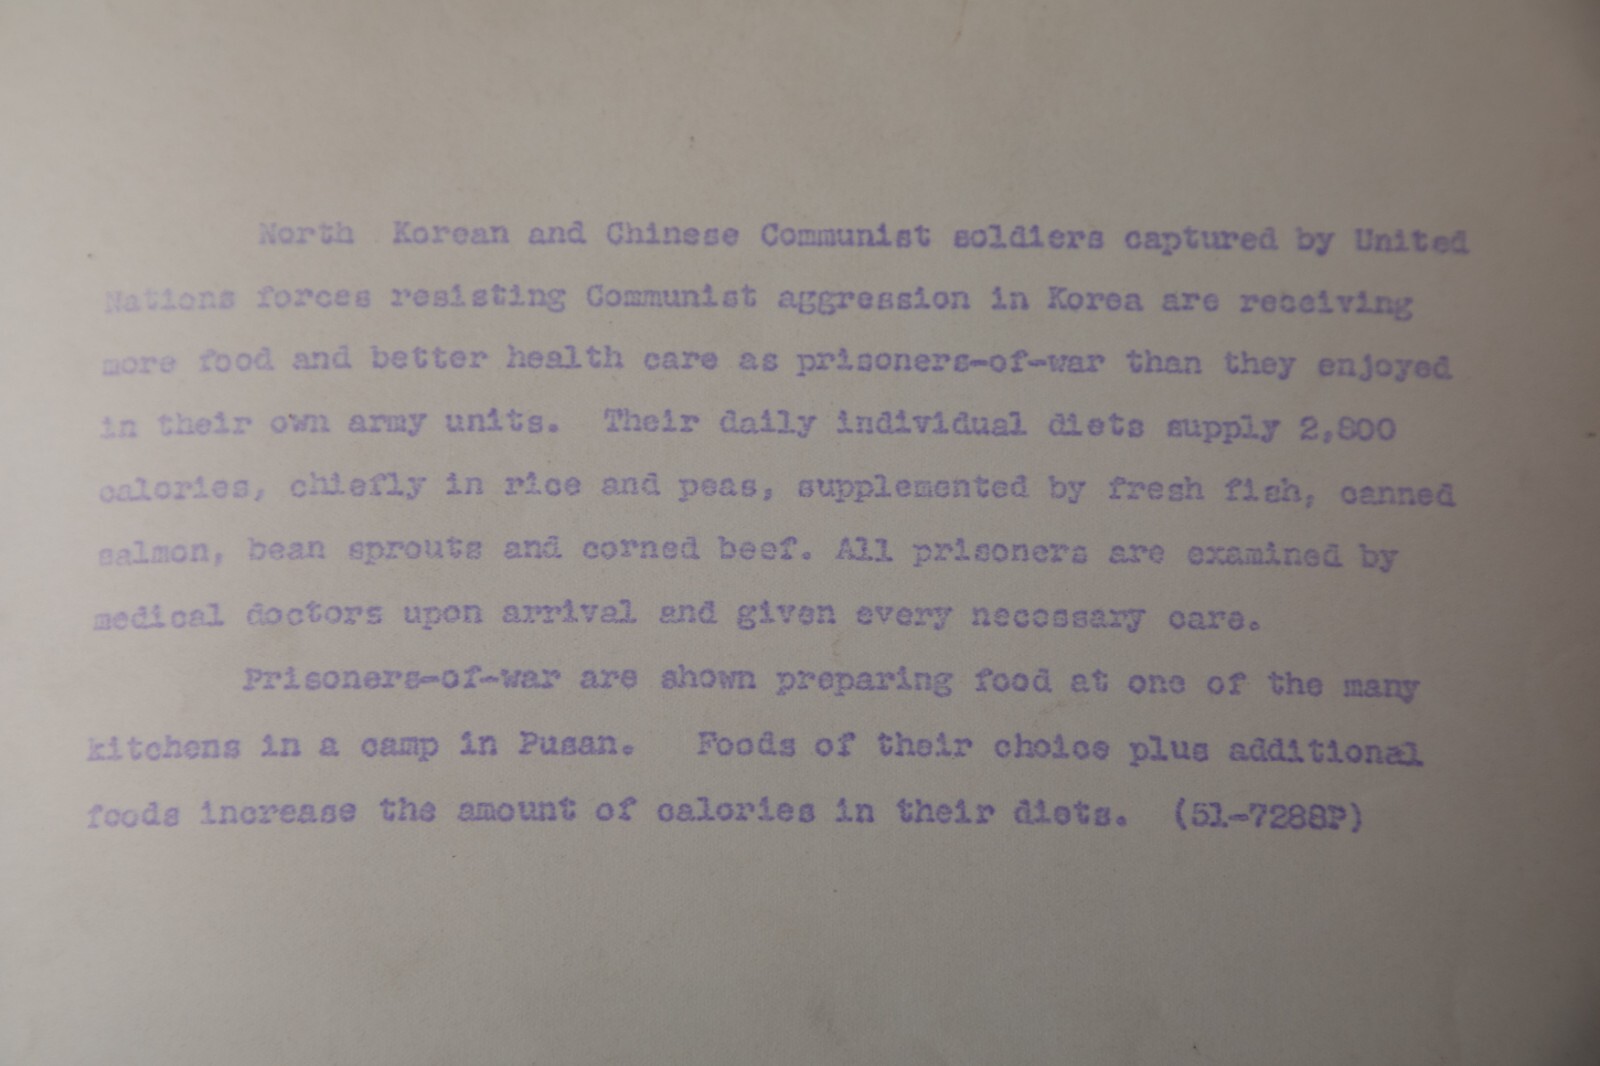 North Korean and Chinese Communist soldiers captured by United
Nations forces resisting Communist aggression in Korea are receiving
more food and better health care as prisoners-of-war than they enjoyed
in their own army units. Their daily individual diets supply 2,800
calories, chiefly in rice and peas, supplemented by fresh fish, canned
salmon, bean sprouts and corned beef. All prisoners are examined by
medical doctors upon arrival and given every necessary care.
Prisoners-of-war are shown preparing food at one of the many
kitchens in a camp in Pusan. Foods of their choice plus additional
foods increase the amount of calories in their diets. (51-7288P)